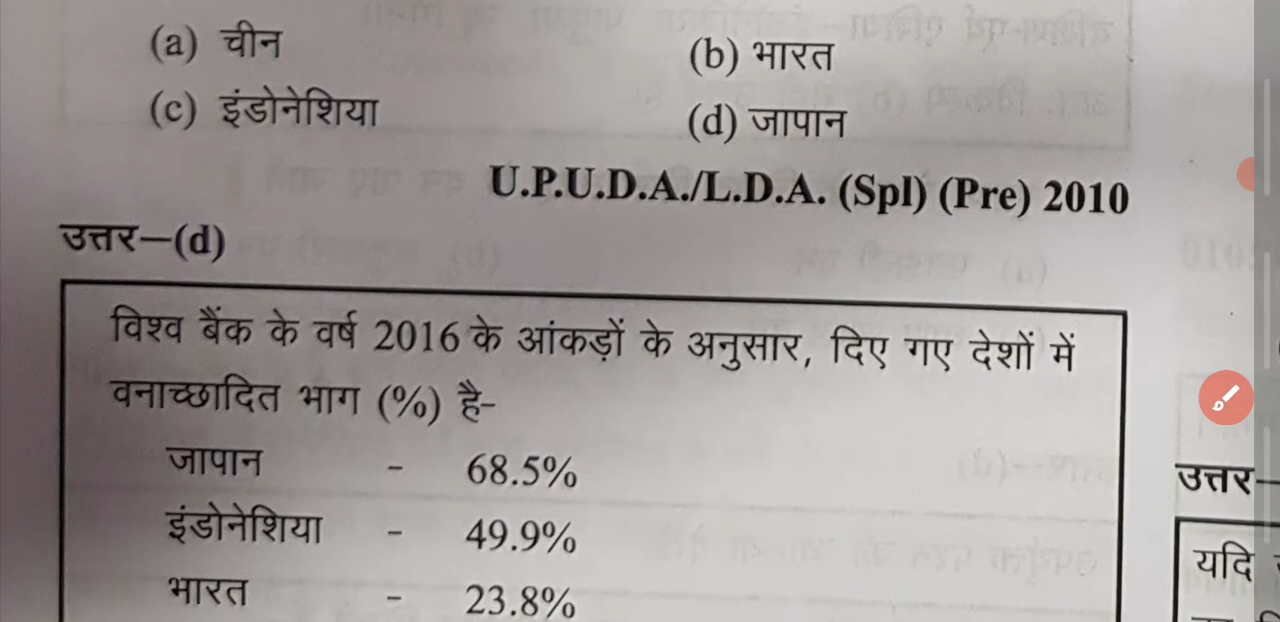 (a) चीन (b) भारत
(c) इंडोनेशिया (d) जापान
U.P.U.D.A./L.D.A. (Spl) (Pre) 2010
उत्तर–(d)
विश्व बैंक के वर्ष 2016 के आंकड़ों के अनुसार, दिए गए देशों में
वनाच्छादित भाग (%) है-
जापान - 68.5%
इंडोनेशिया - 49.9%
भारत - 23.8%
उत्तर–
यदि